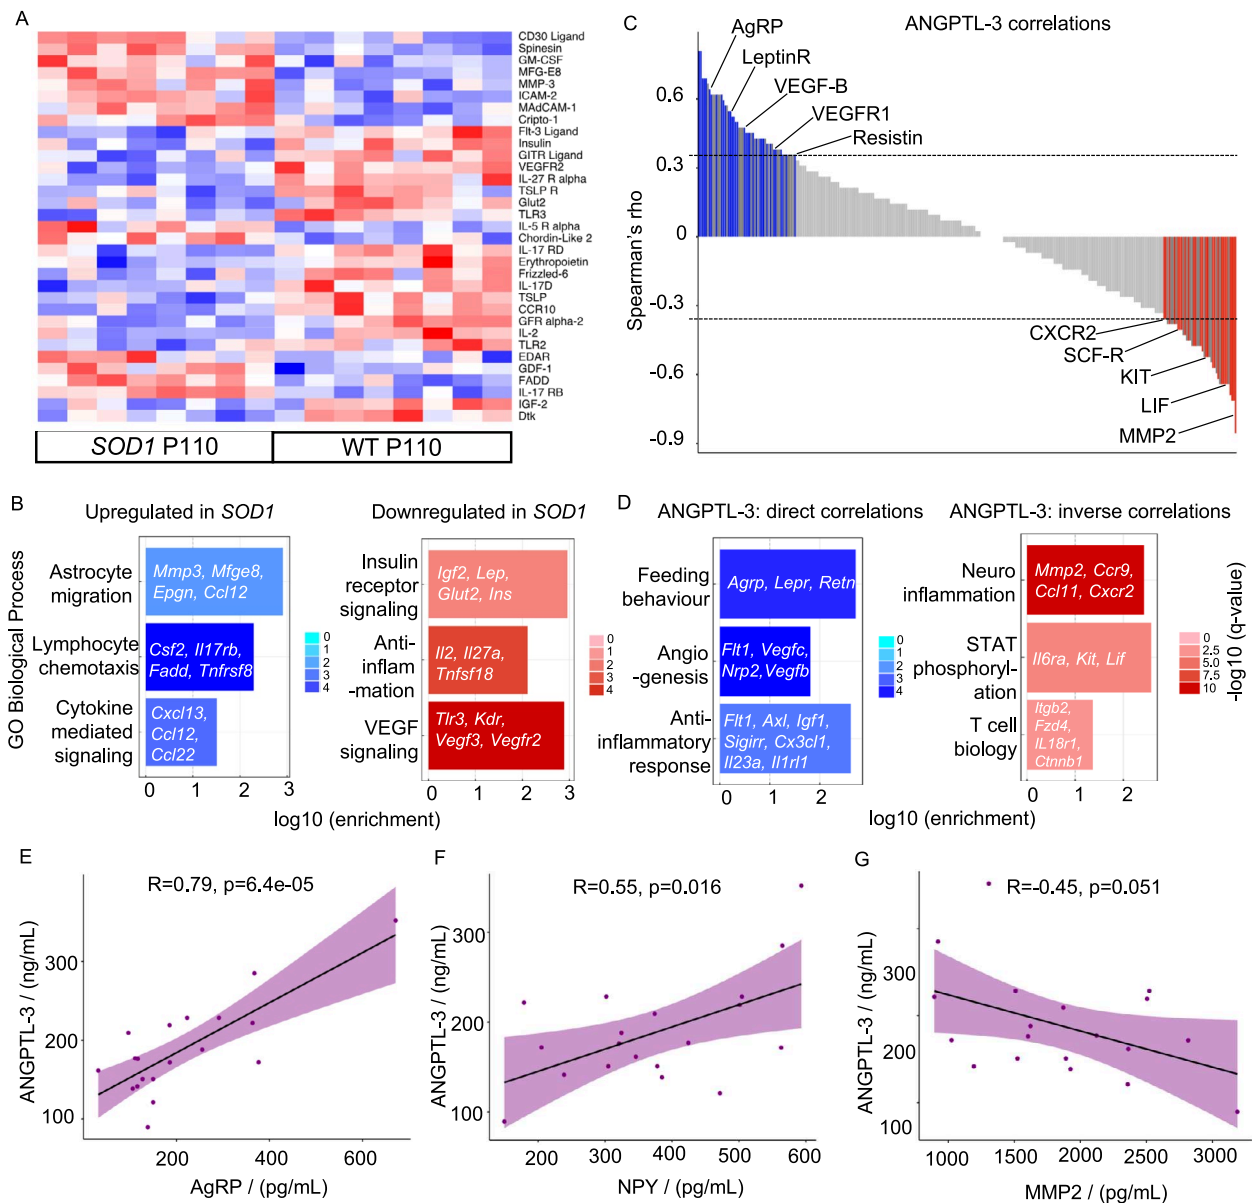 A
CD30 Ligand
Spinesin
GM-CSF
MFG-E8
MMP-3
ICAM-2
MAdCAM-1
Cripto-1
Flt-3 Ligand
Insulin
GITR Ligand
VEGFR2
IL-27 R alpha
TSLP R
Glut2
TLR3
IL-5 R alpha
Chordin-Like 2
IL-17 RD
Erythropoietin
Frizzled-6
IL-17D
TSLP
CCR10
GFR alpha-2
IL-2
TLR2
EDAR
GDF-1
FADD
IL-17 RB
IGF-2
Dtk
SOD1 P110
WT P110
C
ANGPTL-3 correlations
Spearman's rho
0.6
0.3
0
-0.3
-0.6
-0.9
AgRP
LeptinR
VEGF-B
VEGFR1
Resistin
CXCR2
SCF-R
KIT
LIF
MMP2
B
Upregulated in SOD1
GO Biological Process
Astrocyte
migration
Mmp3, Mfge8,
Epgn, Ccl12
Lymphocyte
chemotaxis
Csf2, Il17rb,
Fadd, Tnfrsf8
Cytokine
mediated
signaling
Cxcl13,
Ccl12,
Ccl22
0
1
2
3
4
0 1 2 3
Downregulated in SOD1
Insulin
receptor
signaling
Igf2, Lep,
Glut2, Ins
Anti-
inflam
-mation
Il2, Il27a,
Tnfsf18
VEGF
signaling
Tlr3, Kdr,
Vegf3, Vegfr2
0
1
2
3
4
0 1 2 3
log10 (enrichment)
D
ANGPTL-3: direct correlations
Feeding
behaviour
Agrp, Lepr, Retn
Angio
-genesis
Flt1, Vegfc,
Nrp2, Vegfb
Anti-
inflammatory
response
Flt1, Axl, Igf1,
Sigirr, Cx3cl1,
Il23a, Il1rl1
0
1
2
3
4
0 1 2
ANGPTL-3: inverse correlations
Neuro
inflammation
Mmp2, Ccr9,
Ccl11, Cxcr2
STAT
phosphoryl-
ation
Il6ra, Kit, Lif
T cell
biology
Itgb2,
Fzd4,
IL18r1,
Ctnnb1
0
2.5
5.0
7.5
10
-log10 (q-value)
0 1 2
log10 (enrichment)
E
R=0.79, p=6.4e-05
ANGPTL-3 / (ng/mL)
300
200
100
200 400 600
AgRP / (pg/mL)
F
R=0.55, p=0.016
ANGPTL-3 / (ng/mL)
300
200
100
200 300 400 500 600
NPY / (pg/mL)
G
R=-0.45, p=0.051
ANGPTL-3 / (ng/mL)
300
200
100
1000 1500 2000 2500 3000
MMP2 / (pg/mL)